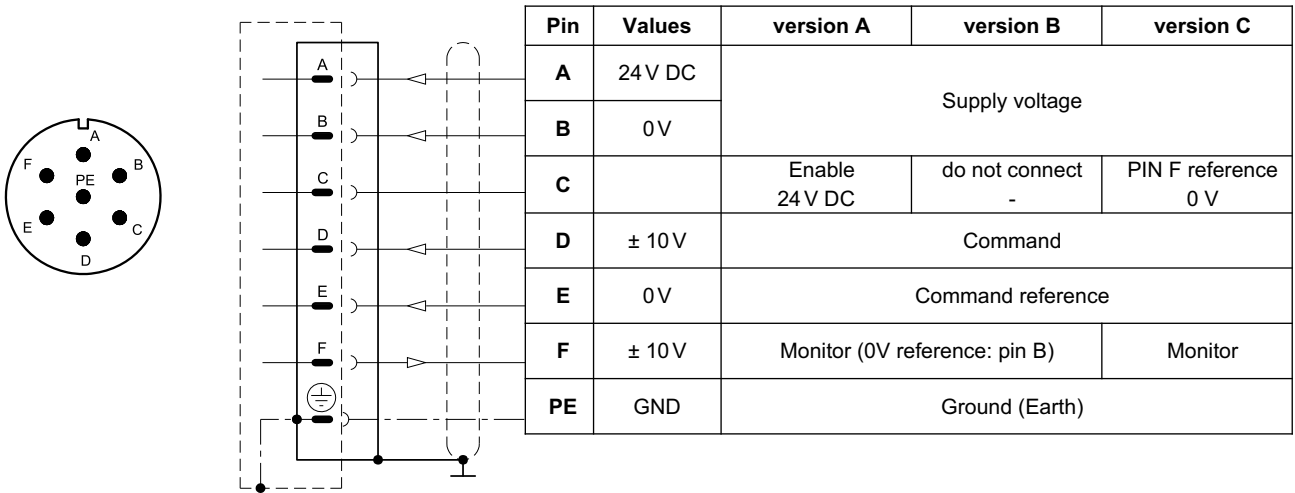 A
F
B
PE
E
C
D
A
B
C
D
E
F
Pin Values version A version B version C
A 24 V DC Supply voltage
B 0 V
C Enable 24 V DC do not connect - PIN F reference 0 V
D ± 10 V Command
E 0 V Command reference
F ± 10 V Monitor (0V reference: pin B) Monitor
PE GND Ground (Earth)